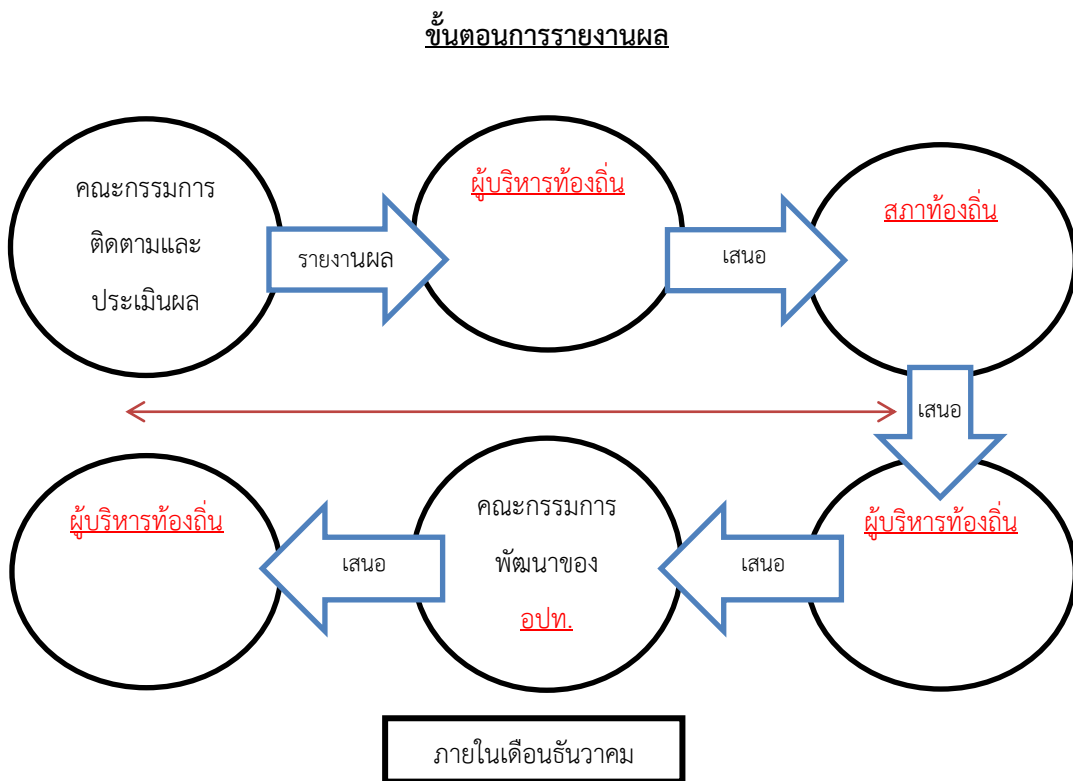 ขั้นตอนการรายงานผล
คณะกรรมการ
ติดตามและ
ประเมินผล
รายงานผล
ผู้บริหารท้องถิ่น
เสนอ
สภาท้องถิ่น
เสนอ
ผู้บริหารท้องถิ่น
เสนอ
คณะกรรมการ
พัฒนาของ
อปท.
เสนอ
ผู้บริหารท้องถิ่น
ภายในเดือนธันวาคม